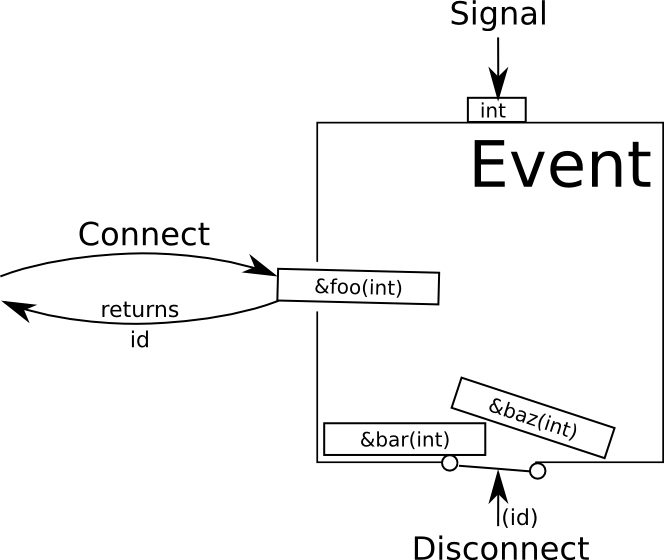 Signal
int
Event
Connect
&foo(int)
returns
id
&baz(int)
&bar(int)
(id)
Disconnect